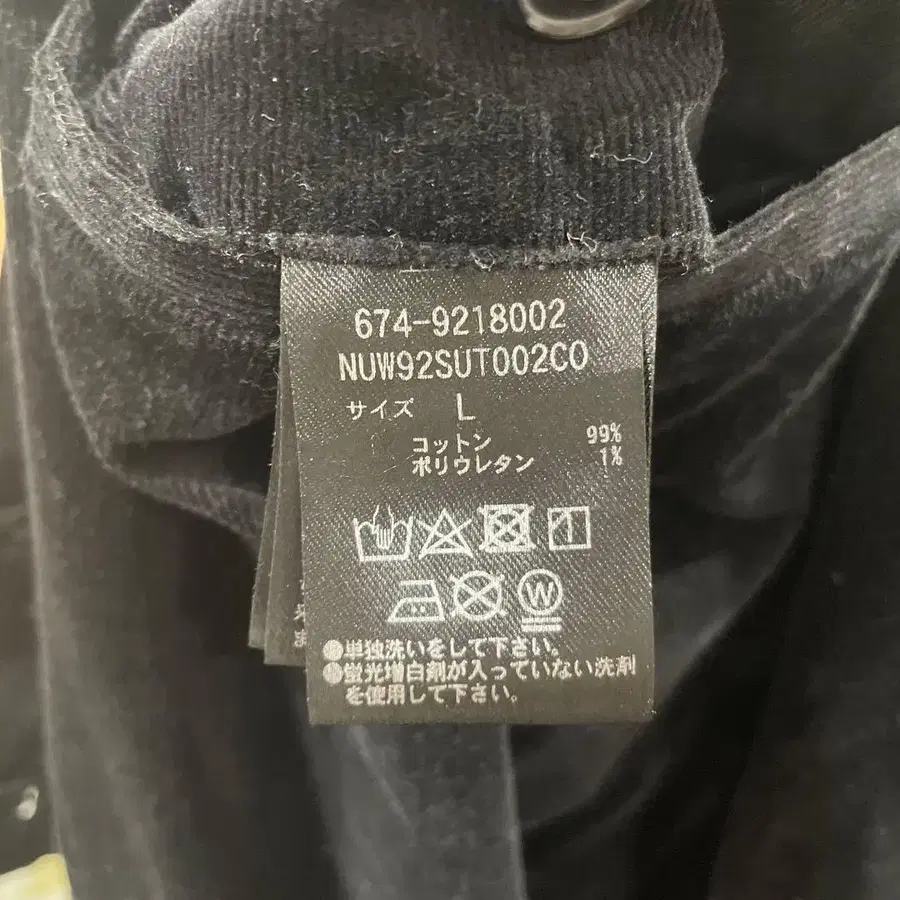 674-9218002
NUW92SUT002CO
サイズ L
コットン 99%
ポリウレタン 1%
W
●単独洗いをして下さい。
●蛍光増白剤が入っていない洗剤
を使用して下さい。
ま